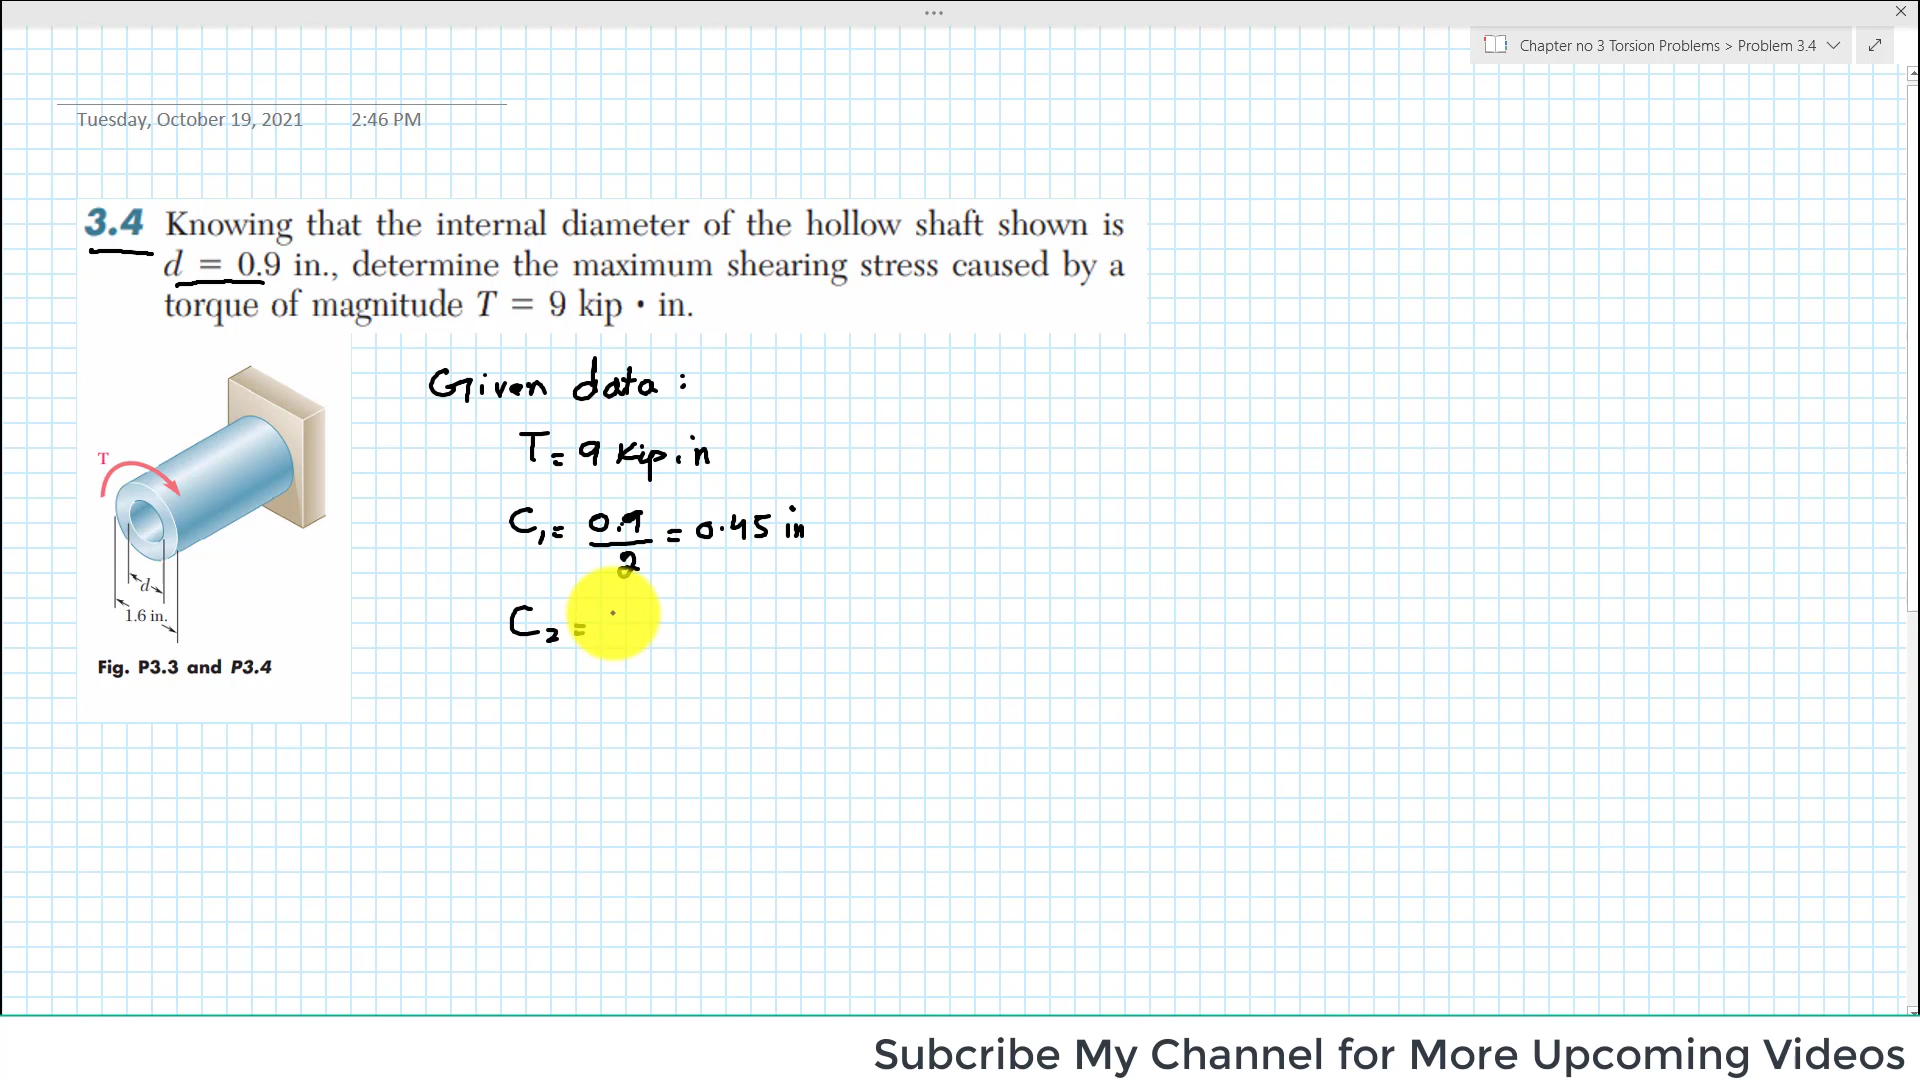 Chapter no 3 Torsion Problems > Problem 3.4
Tuesday, October 19, 2021 2:46 PM
3.4 Knowing that the internal diameter of the hollow shaft shown is
d = 0.9 in., determine the maximum shearing stress caused by a
torque of magnitude T = 9 kip • in.
Given data :
T = 9 kip.in
C₁ = 0.9/2 = 0.45 in
C₂ =
T
d
1.6 in.
Fig. P3.3 and P3.4
Subcribe My Channel for More Upcoming Videos